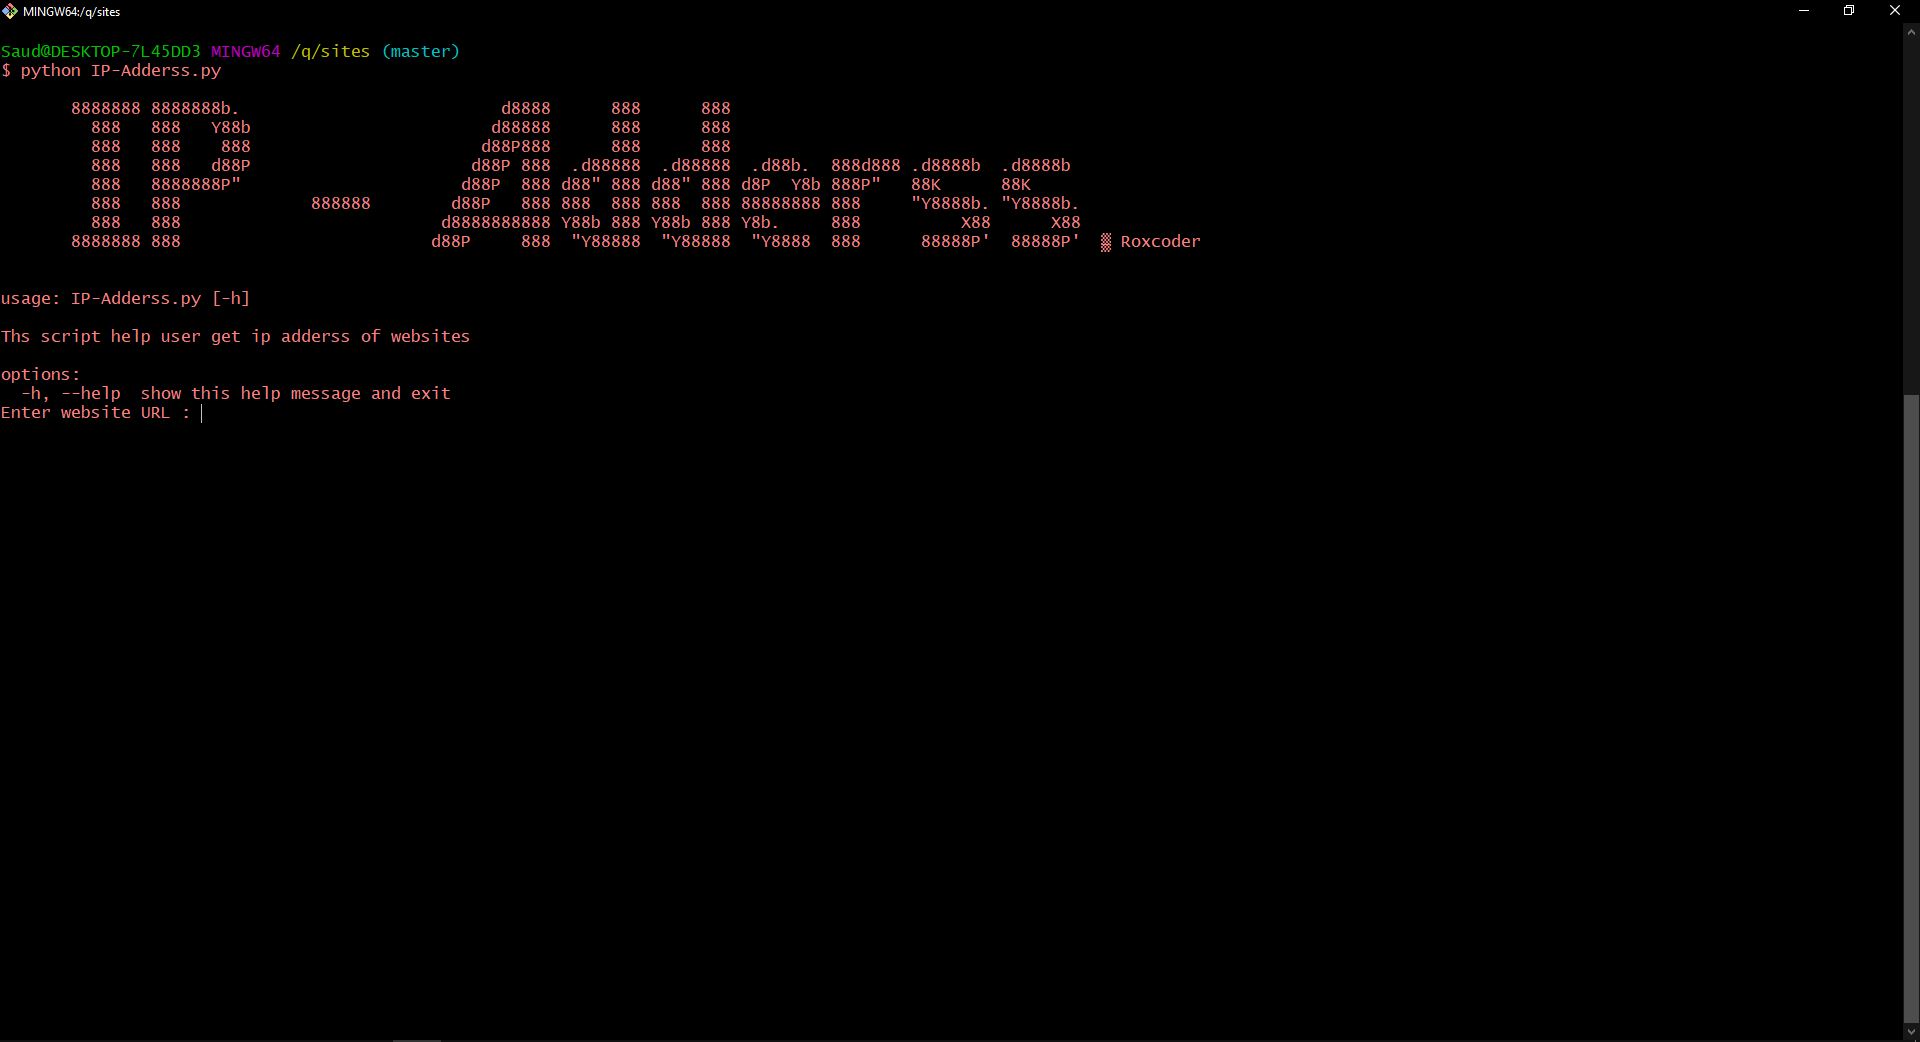 MINGW64:/q/sites
Saud@DESKTOP-7L45DD3 MINGW64 /q/sites (master)
$ python IP-Adderss.py
       8888888 8888888b.                          d8888      888      888
         888   888   Y88b                        d88888      888      888
         888   888    888                       d88P888      888      888
         888   888   d88P                      d88P 888  .d88888  .d88888  .d88b.  888d888 .d8888b  .d8888b
         888   8888888P"                      d88P  888 d88" 888 d88" 888 d8P  Y8b 888P"   88K      88K
         888   888             888888        d88P   888 888  888 888  888 88888888 888     "Y8888b. "Y8888b.
         888   888                          d8888888888 Y88b 888 Y88b 888 Y8b.     888          X88      X88
       8888888 888                         d88P     888  "Y88888  "Y88888  "Y8888  888      88888P'  88888P'  ▒ Roxcoder
usage: IP-Adderss.py [-h]
Ths script help user get ip adderss of websites
options:
  -h, --help  show this help message and exit
Enter website URL :